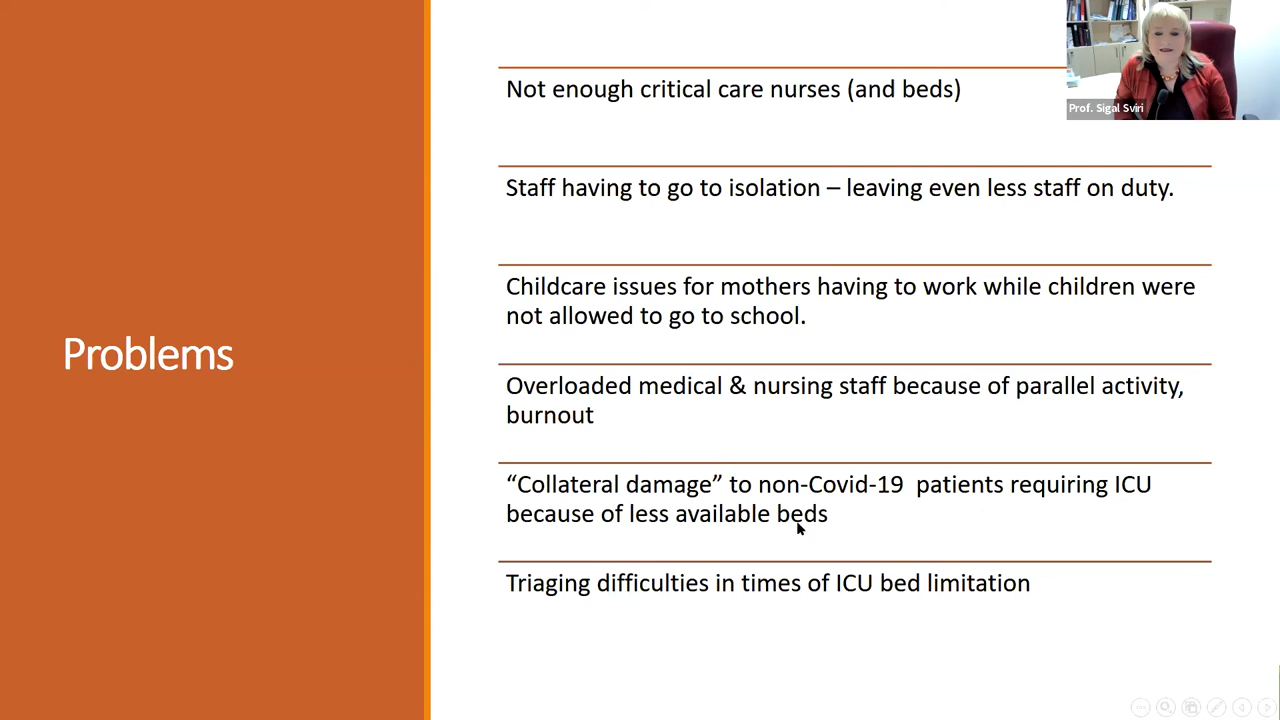 Problems
Not enough critical care nurses (and beds)
Staff having to go to isolation – leaving even less staff on duty.
Childcare issues for mothers having to work while children were
not allowed to go to school.
Overloaded medical & nursing staff because of parallel activity,
burnout
“Collateral damage” to non-Covid-19  patients requiring ICU
because of less available beds
Triaging difficulties in times of ICU bed limitation
Prof. Sigal Sviri